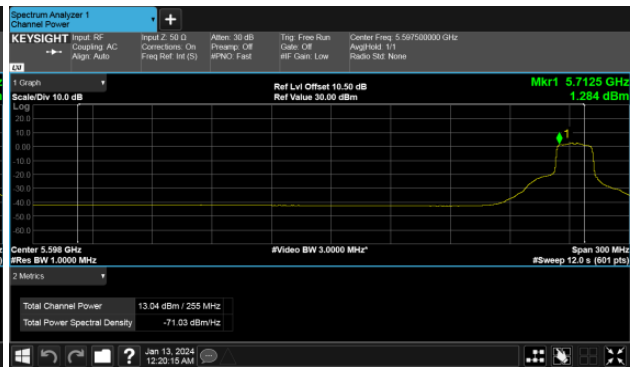 Spectrum Analyzer 1
Channel Power
KEYSIGHT Input: RF Input Z: 50 Ω Atten: 30 dB Trig: Free Run Center Freq: 5.597500000 GHz
Coupling: AC Corrections: On Preamp: Off Gate: Off Avg|Hold: 1/1
Align: Auto Freq Ref: Int (S) #PNO: Fast #IF Gain: Low Radio Std: None
LXI
1 Graph Ref Lvl Offset 10.50 dB Mkr1 5.7125 GHz
Scale/Div 10.0 dB Ref Value 30.00 dBm 1.284 dBm
Log
20.0
10.0
1
0.00
-10.0
-20.0
-30.0
-40.0
-50.0
-60.0
Center 5.598 GHz #Video BW 3.0000 MHz* Span 300 MHz
#Res BW 1.0000 MHz #Sweep 12.0 s (601 pts)
2 Metrics
Total Channel Power 13.04 dBm / 255 MHz
Total Power Spectral Density -71.03 dBm/Hz
? Jan 13, 2024
12:20:15 AM